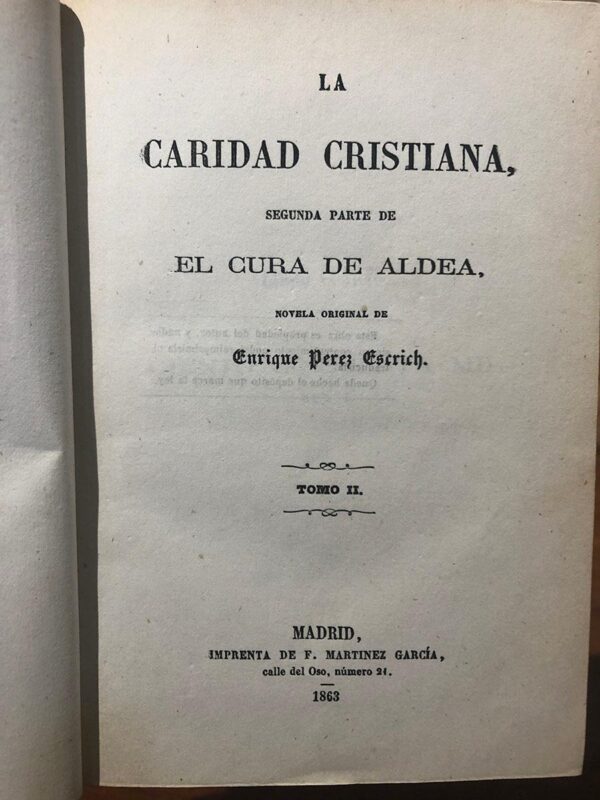 LA
CARIDAD CRISTIANA,
SEGUNDA PARTE DE
EL CURA DE ALDEA,
NOVELA ORIGINAL DE
Enrique Perez Escrich.
TOMO II.
MADRID,
IMPRENTA DE F. MARTINEZ GARCÍA,
calle del Oso, número 21.
1863